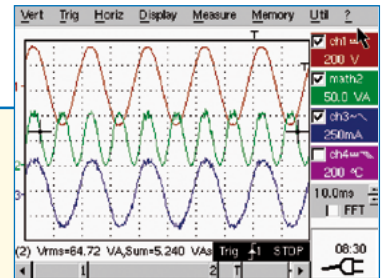 Vert Trig Horiz Display Measure Memory Util ?
T
ch1
200 V
T
math2
50.0 VA
1
ch3
250mA
2
ch4
200 °C
3
10.0ms
FFT
(2) Vrms=64.72 VA,Sum=5.240 VAs Trig 1 STOP
08:30
1 2 T